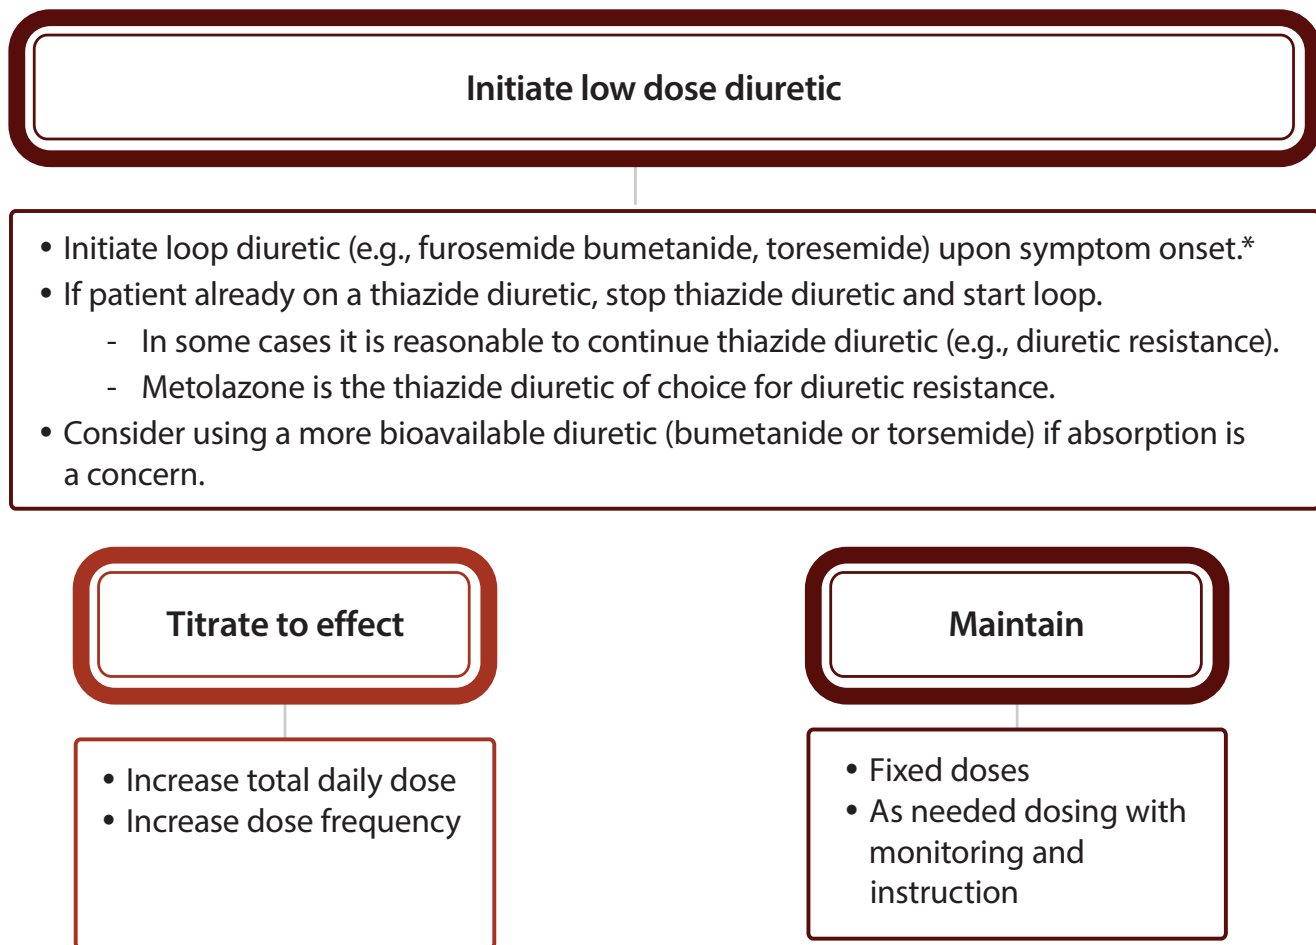 Initiate low dose diuretic
• Initiate loop diuretic (e.g., furosemide bumetanide, toresemide) upon symptom onset.*
• If patient already on a thiazide diuretic, stop thiazide diuretic and start loop.
- In some cases it is reasonable to continue thiazide diuretic (e.g., diuretic resistance).
- Metolazone is the thiazide diuretic of choice for diuretic resistance.
• Consider using a more bioavailable diuretic (bumetanide or torsemide) if absorption is
a concern.
Titrate to effect
• Increase total daily dose
• Increase dose frequency
Maintain
• Fixed doses
• As needed dosing with
monitoring and
instruction